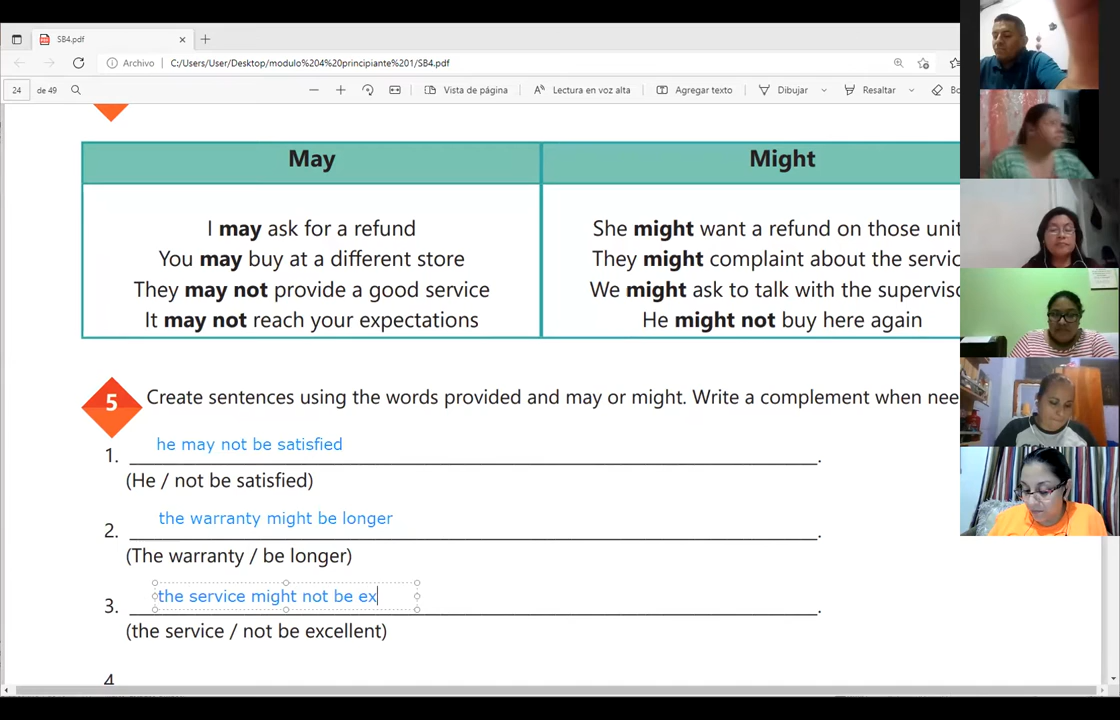 SB4.pdf
Archivo C:/Users/User/Desktop/modulo%204%20principiante%201/SB4.pdf
24 de 49 Vista de página Lectura en voz alta Agregar texto Dibujar Resaltar
May Might
I may ask for a refund
You may buy at a different store
They may not provide a good service
It may not reach your expectations
She might want a refund on those
They might complaint about the
We might ask to talk with the
He might not buy here again
5 Create sentences using the words provided and may or might. Write a complement when
he may not be satisfied
1. .
(He / not be satisfied)
the warranty might be longer
2. .
(The warranty / be longer)
the service might not be ex
3. .
(the service / not be excellent)
4